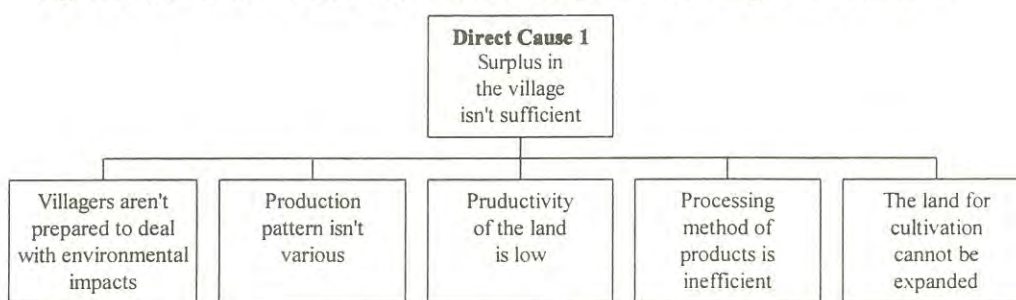 Direct Cause 1
Surplus in
the village
isn't sufficient
Villagers aren't
prepared to deal
with environmental
impacts
Production
pattern isn't
various
Pruductivity
of the land
is low
Processing
method of
products is
inefficient
The land for
cultivation
cannot be
expanded